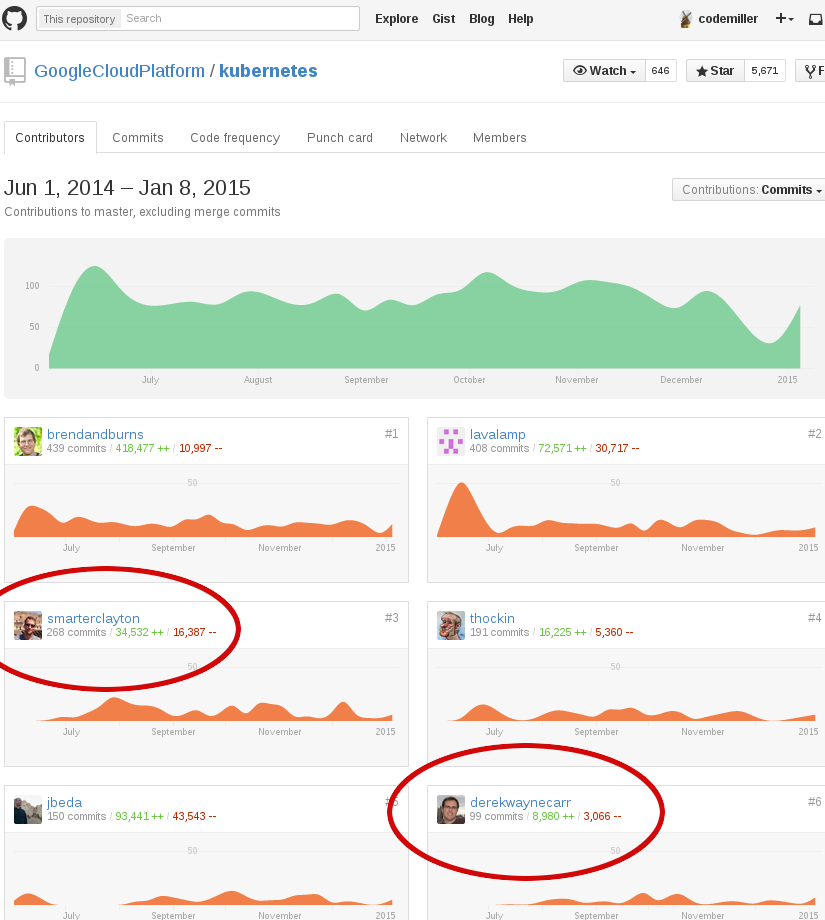 This repository Search Explore Gist Blog Help codemiller
GoogleCloudPlatform / kubernetes Watch 646 Star 5,671 F
Contributors Commits Code frequency Punch card Network Members
Jun 1, 2014 – Jan 8, 2015
Contributions: Commits
Contributions to master, excluding merge commits
100
50
0
July August September October November December 2015
brendandburns #1
439 commits / 418,477 ++ / 10,997 --
50
July September November 2015
lavalamp #2
408 commits / 72,571 ++ / 30,717 --
50
July September November 2015
smarterclayton #3
268 commits / 34,532 ++ / 16,387 --
50
July September November 2015
thockin #4
191 commits / 16,225 ++ / 5,360 --
50
July September November 2015
jbeda #5
150 commits / 93,441 ++ / 43,543 --
50
July September November 2015
derekwaynecarr #6
99 commits / 8,980 ++ / 3,066 --
50
July September November 2015